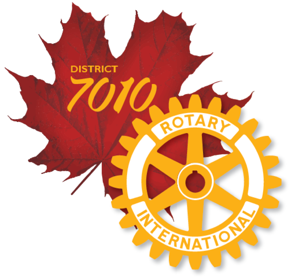 DISTRICT
7010
ROTARY
INTERNATIONAL